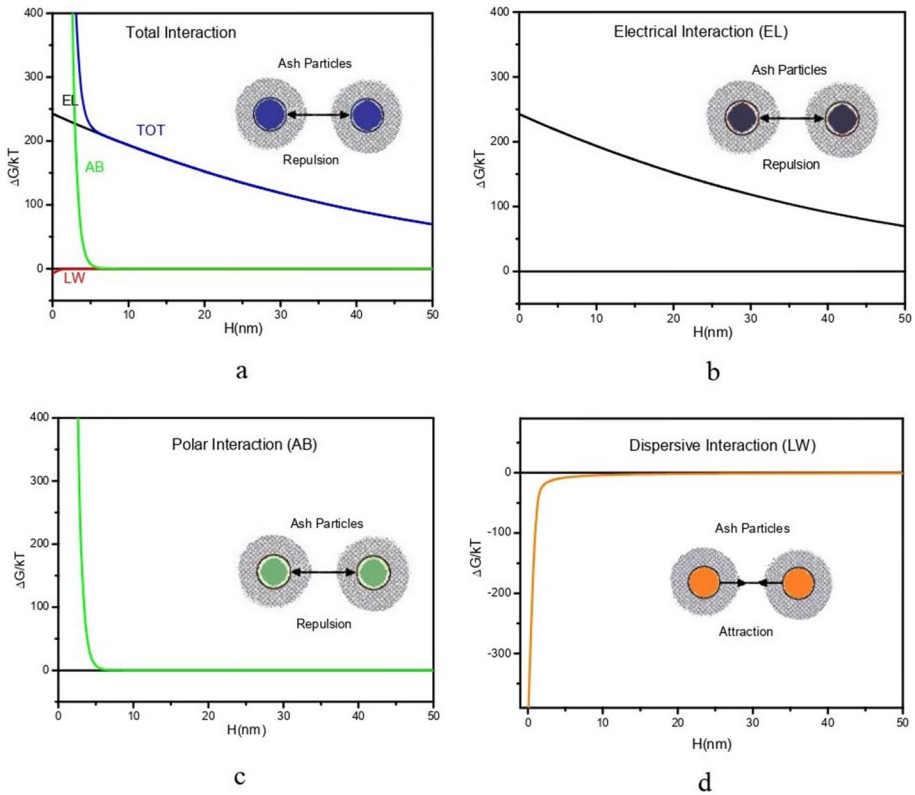 Total Interaction
Ash Particles
Repulsion
EL
TOT
AB
LW
ΔG/kT
400
300
200
100
0
0 10 20 30 40 50
H(nm)
a
Electrical Interaction (EL)
Ash Particles
Repulsion
ΔG/kT
400
300
200
100
0
0 10 20 30 40 50
H(nm)
b
Polar Interaction (AB)
Ash Particles
Repulsion
ΔG/kT
400
300
200
100
0
0 10 20 30 40 50
H(nm)
c
Dispersive Interaction (LW)
Ash Particles
Attraction
ΔG/kT
0
-100
-200
-300
0 10 20 30 40 50
H(nm)
d